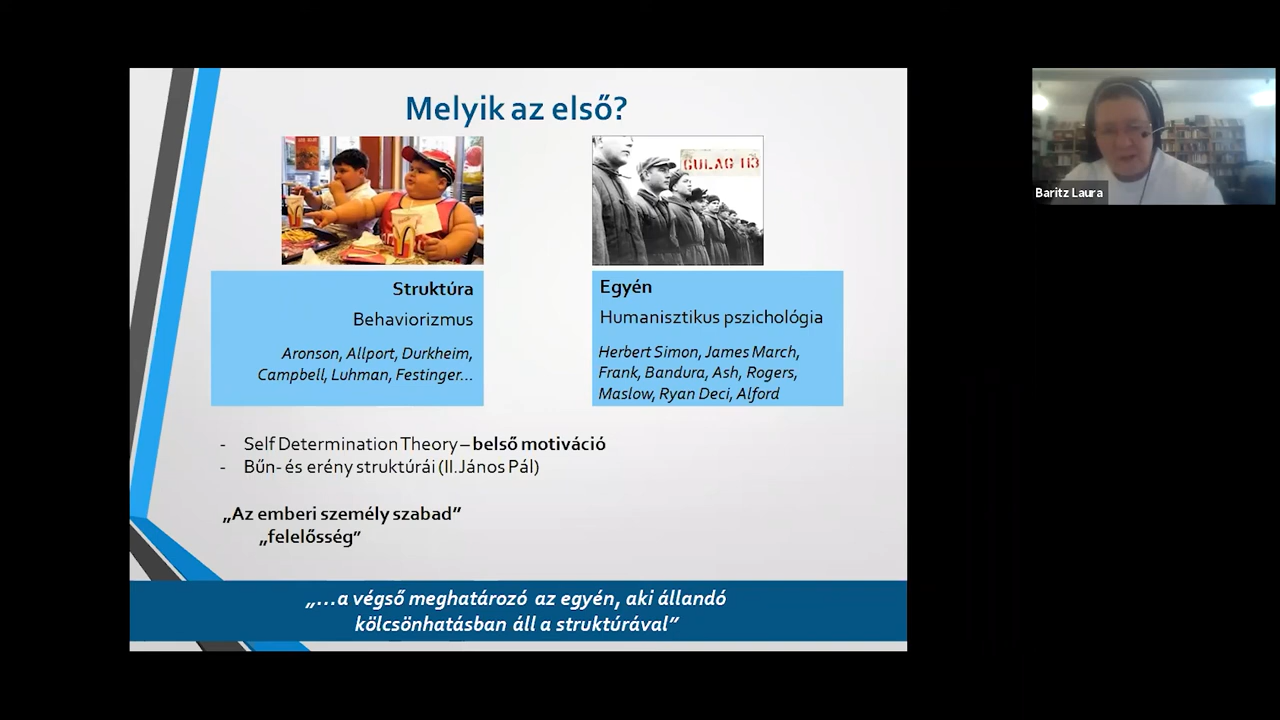 Melyik az első?
GULAG 113
Struktúra
Behaviorizmus
Aronson, Allport, Durkheim,
Campbell, Luhman, Festinger...
Egyén
Humanisztikus pszichológia
Herbert Simon, James March,
Frank, Bandura, Ash, Rogers,
Maslow, Ryan Deci, Alford
- Self Determination Theory – belső motiváció
- Bűn- és erény struktúrái (II.János Pál)
„Az emberi személy szabad”
„felelősség”
„...a végső meghatározó az egyén, aki állandó
kölcsönhatásban áll a struktúrával”
Baritz Laura